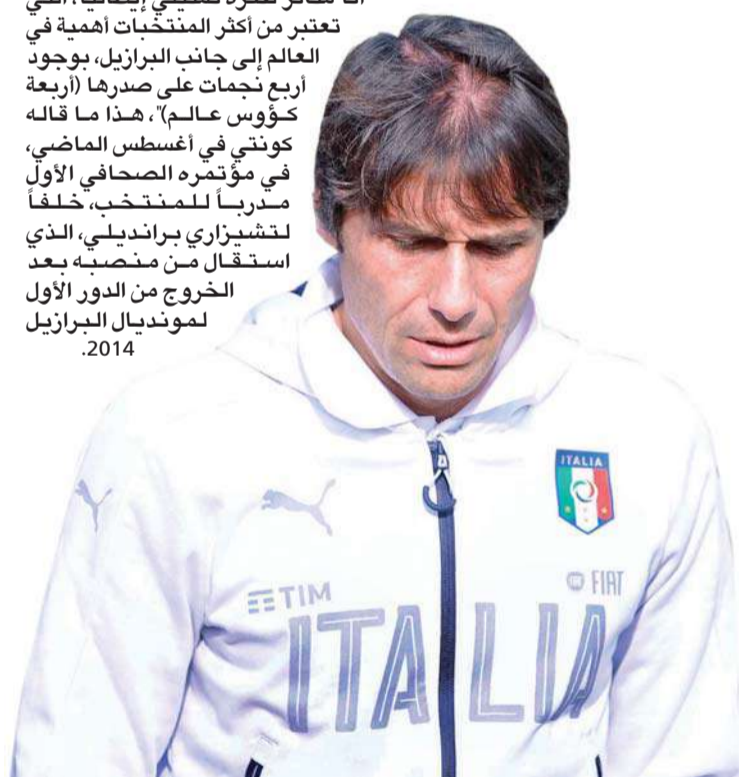 تعتبر من أكثر المنتخبات أهمية في
العالم إلى جانب البرازيل، بوجود
أربع نجمات على صدرها (أربعة
كؤوس عالم)"، هذا ما قاله
كونتي في أغسطس الماضي،
في مؤتمره الصحافي الأول
مدرباً للمنتخب، خلفاً
لتشيزاري برانديلي، الذي
استقال من منصبه بعد
الخروج من الدور الأول
لمونديال البرازيل
2014.
ITALIA
FIAT
TIM
ITALIA